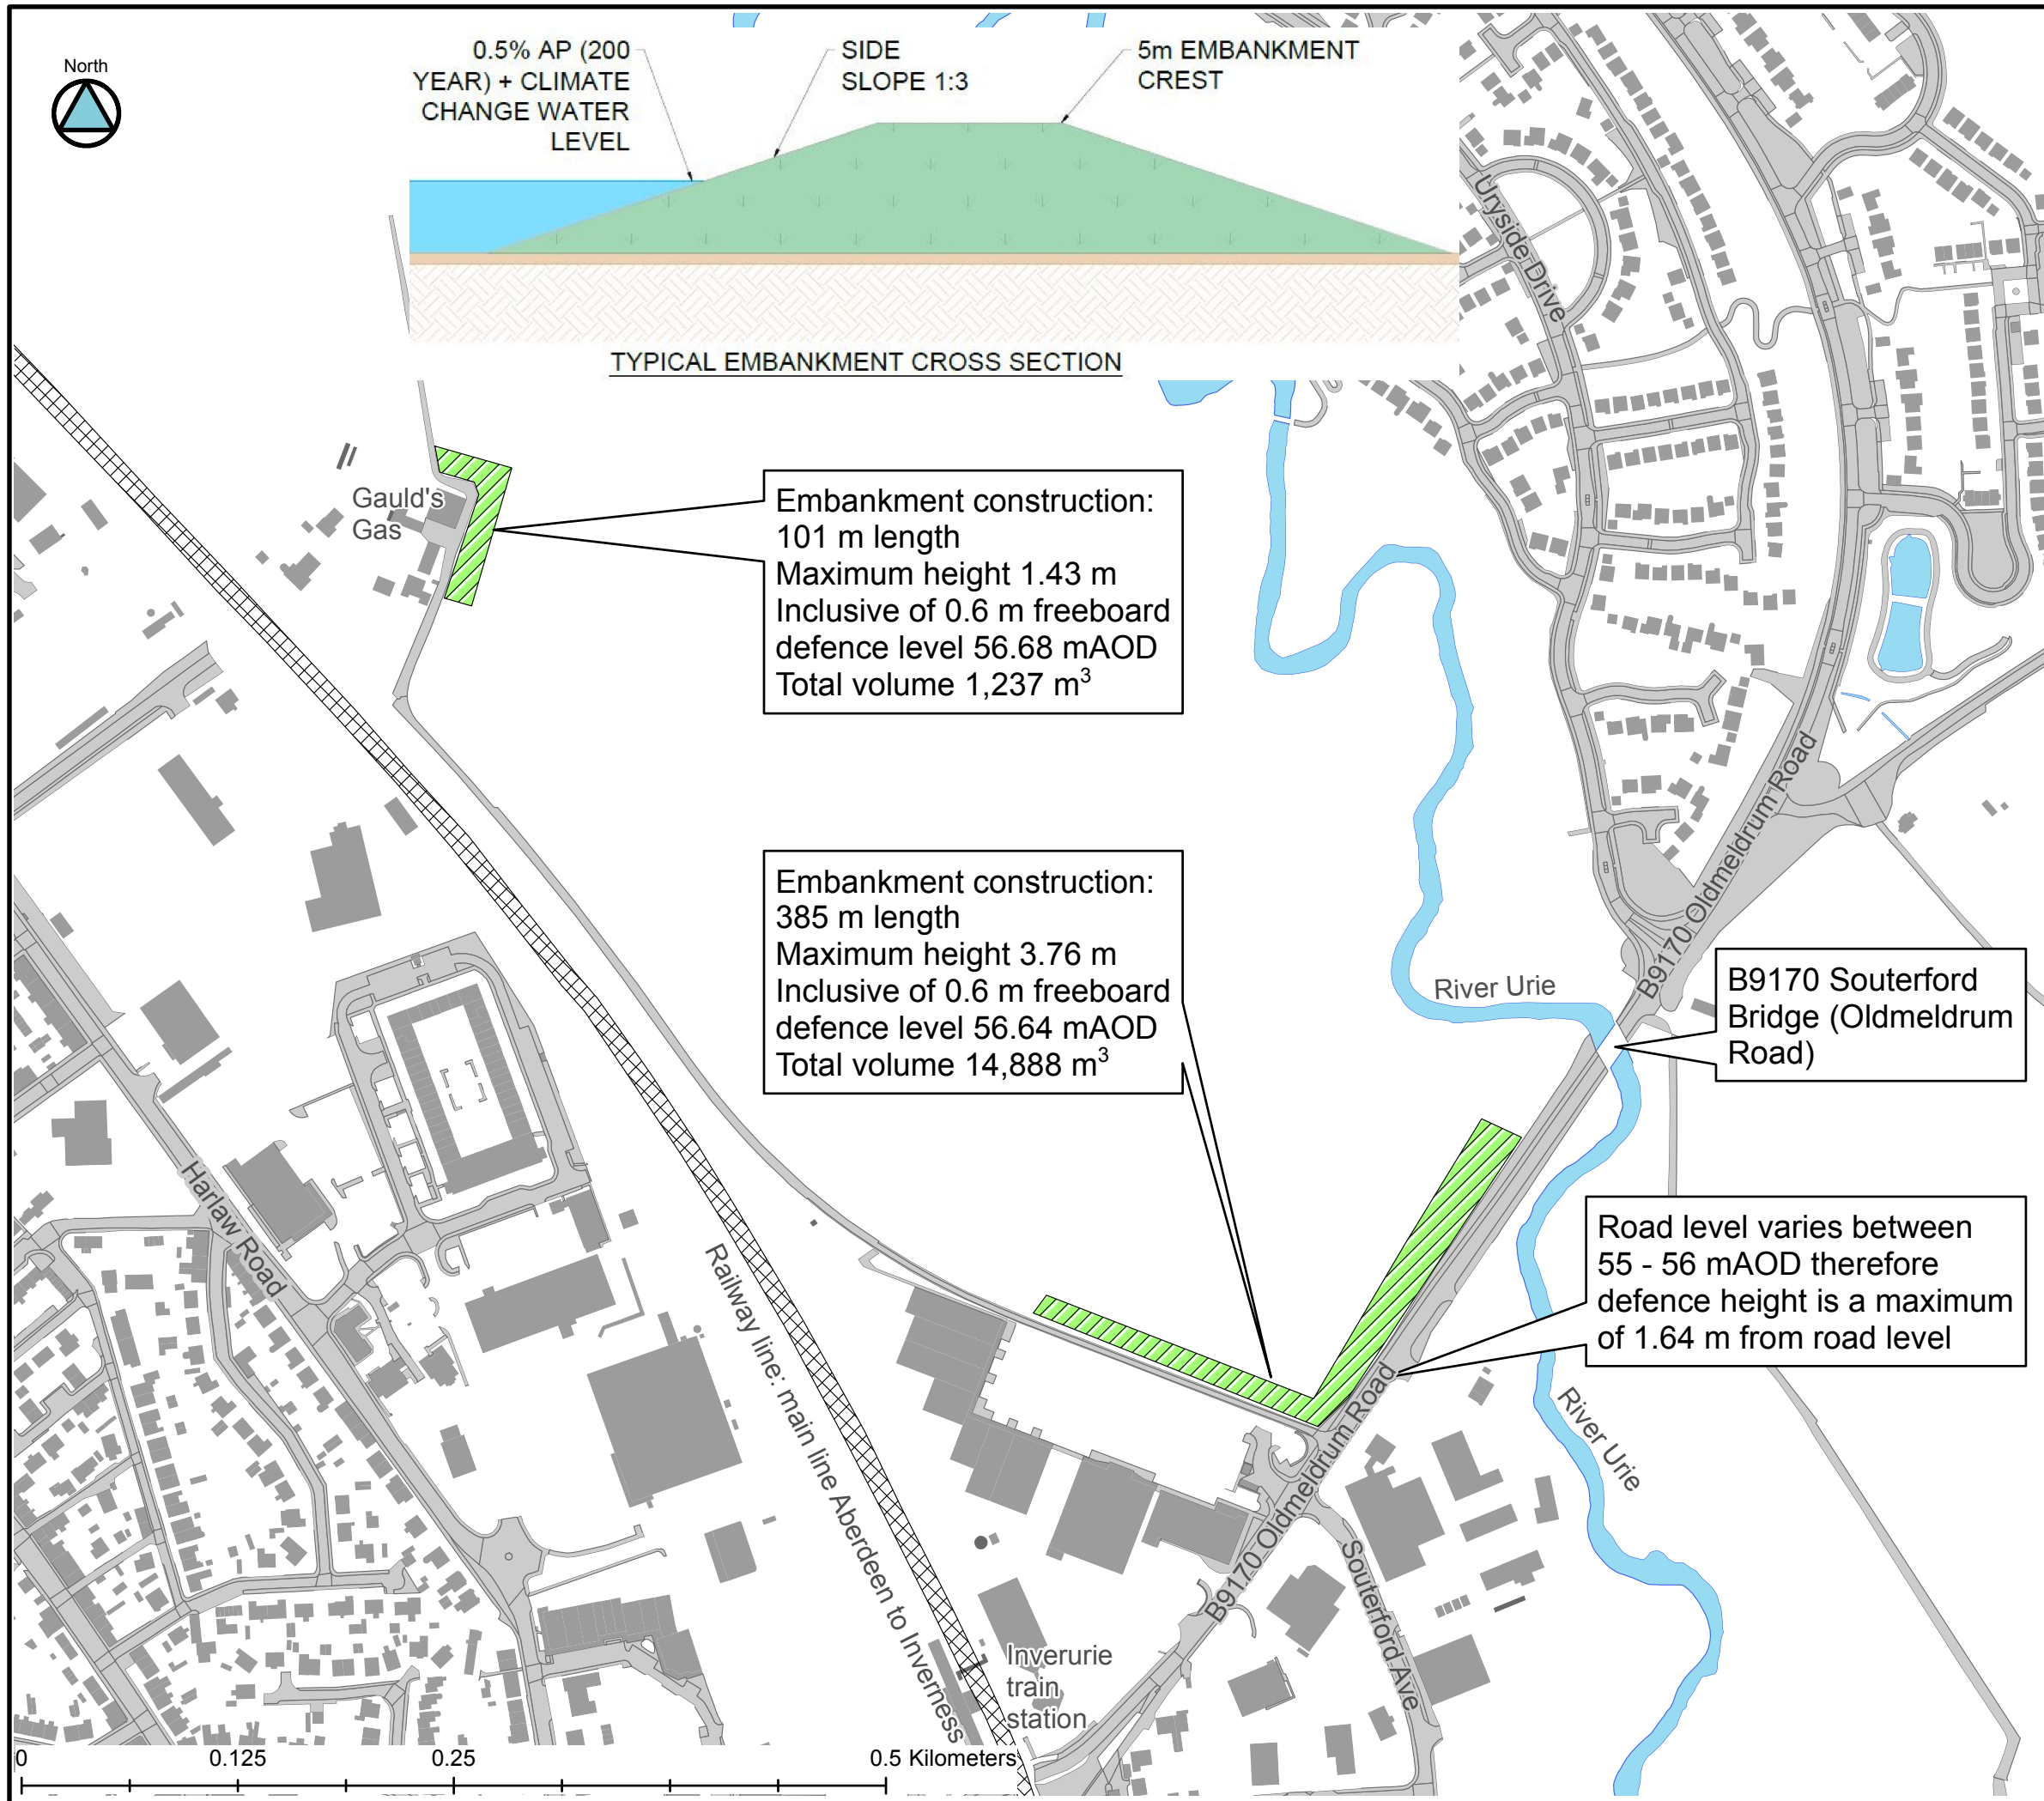 North
0.5% AP (200
YEAR) + CLIMATE
CHANGE WATER
LEVEL
SIDE
SLOPE 1:3
5m EMBANKMENT
CREST
TYPICAL EMBANKMENT CROSS SECTION
Uryside Drive
Gauld's
Gas
Embankment construction:
101 m length
Maximum height 1.43 m
Inclusive of 0.6 m freeboard
defence level 56.68 mAOD
Total volume 1,237 m³
Embankment construction:
385 m length
Maximum height 3.76 m
Inclusive of 0.6 m freeboard
defence level 56.64 mAOD
Total volume 14,888 m³
B9170 Oldmeldrum Road
River Urie
B9170 Souterford
Bridge (Oldmeldrum
Road)
Road level varies between
55 - 56 mAOD therefore
defence height is a maximum
of 1.64 m from road level
Harlaw Road
Railway line: main line Aberdeen to Inverness
River Urie
B9170 Oldmeldrum Road
Souterford Ave
Inverurie
train
station
0 0.125 0.25 0.5 Kilometers